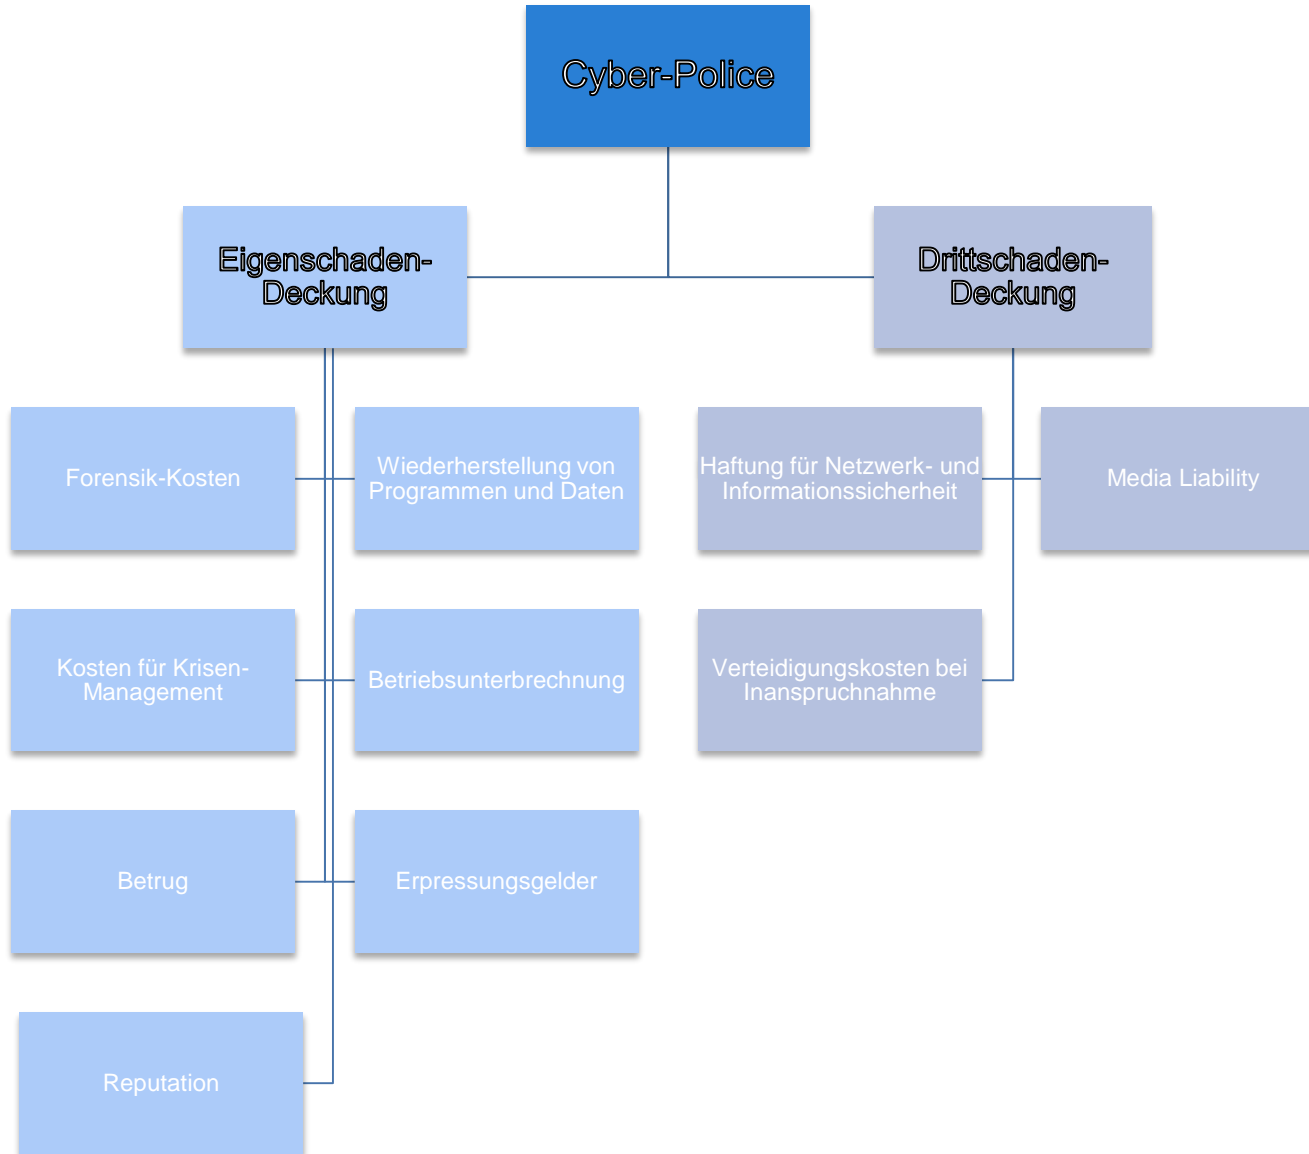 Cyber-Police
Eigenschaden-
Deckung
Drittschaden-
Deckung
Forensik-Kosten
Wiederherstellung von
Programmen und Daten
Haftung für Netzwerk- und
Informationssicherheit
Media Liability
Kosten für Krisen-
Management
Betriebsunterbrechnung
Verteidigungskosten bei
Inanspruchnahme
Betrug
Erpressungsgelder
Reputation